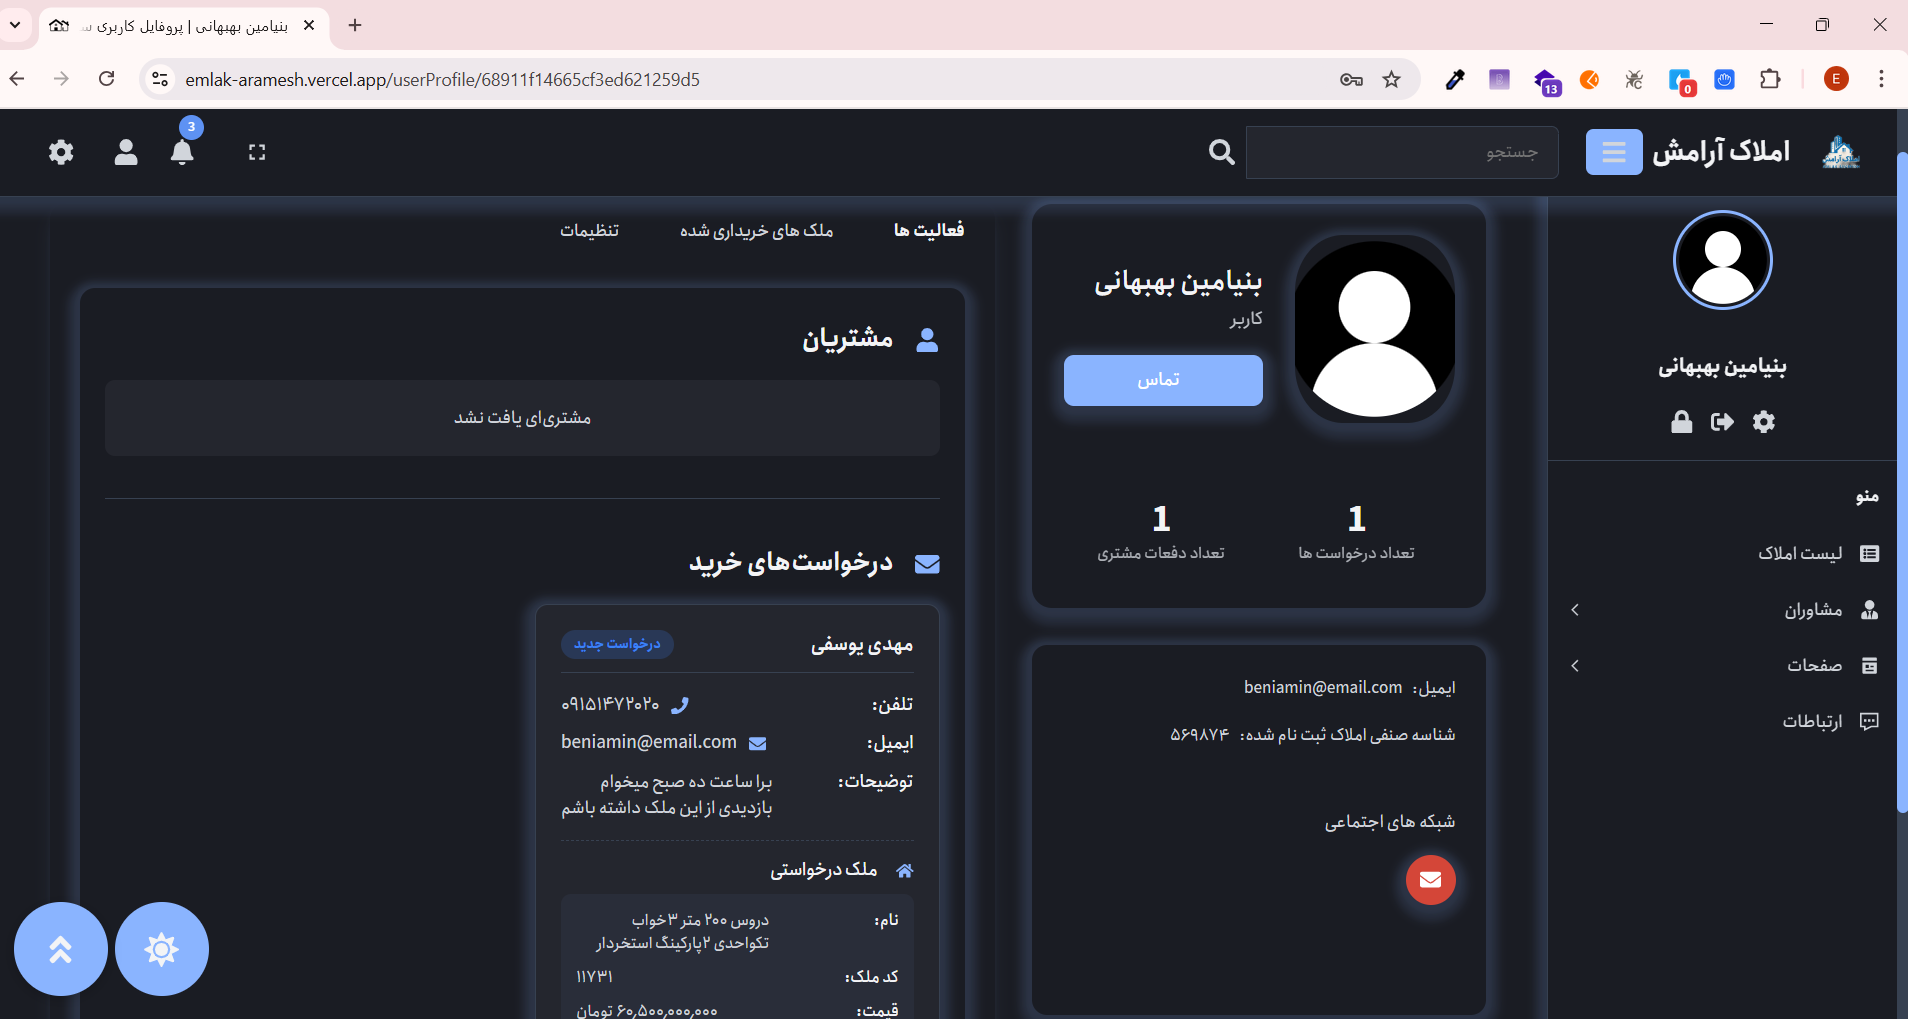 بنیامین بهبهانی | پروفایل کاربری س
emlak-aramesh.vercel.app/userProfile/68911f14665cf3ed621259d5
13
0
E
املاک آرامش
جستجو
3
بنیامین بهبهانی
منو
لیست املاک
مشاوران
صفحات
ارتباطات
بنیامین بهبهانی
کاربر
تماس
1
تعداد درخواست ها
1
تعداد دفعات مشتری
ایمیل: beniamin@email.com
شناسه صنفی املاک ثبت نام شده: ۵۶۹۸۷۴
شبکه های اجتماعی
فعالیت ها
ملک های خریداری شده
تنظیمات
مشتریان
مشتری‌ای یافت نشد
درخواست‌های خرید
مهدی یوسفی
درخواست جدید
تلفن: ۰۹۱۵۱۴۷۲۰۲۰
ایمیل: beniamin@email.com
توضیحات: برا ساعت ده صبح میخوام
بازدیدی از این ملک داشته باشم
ملک درخواستی
نام: دروس ۲۰۰ متر ۳خواب
تکواحدی ۲پارکینگ استخردار
کد ملک: ۱۱۷۳۱
قیمت: ۶۰,۵۰۰,۰۰۰,۰۰۰ تومان